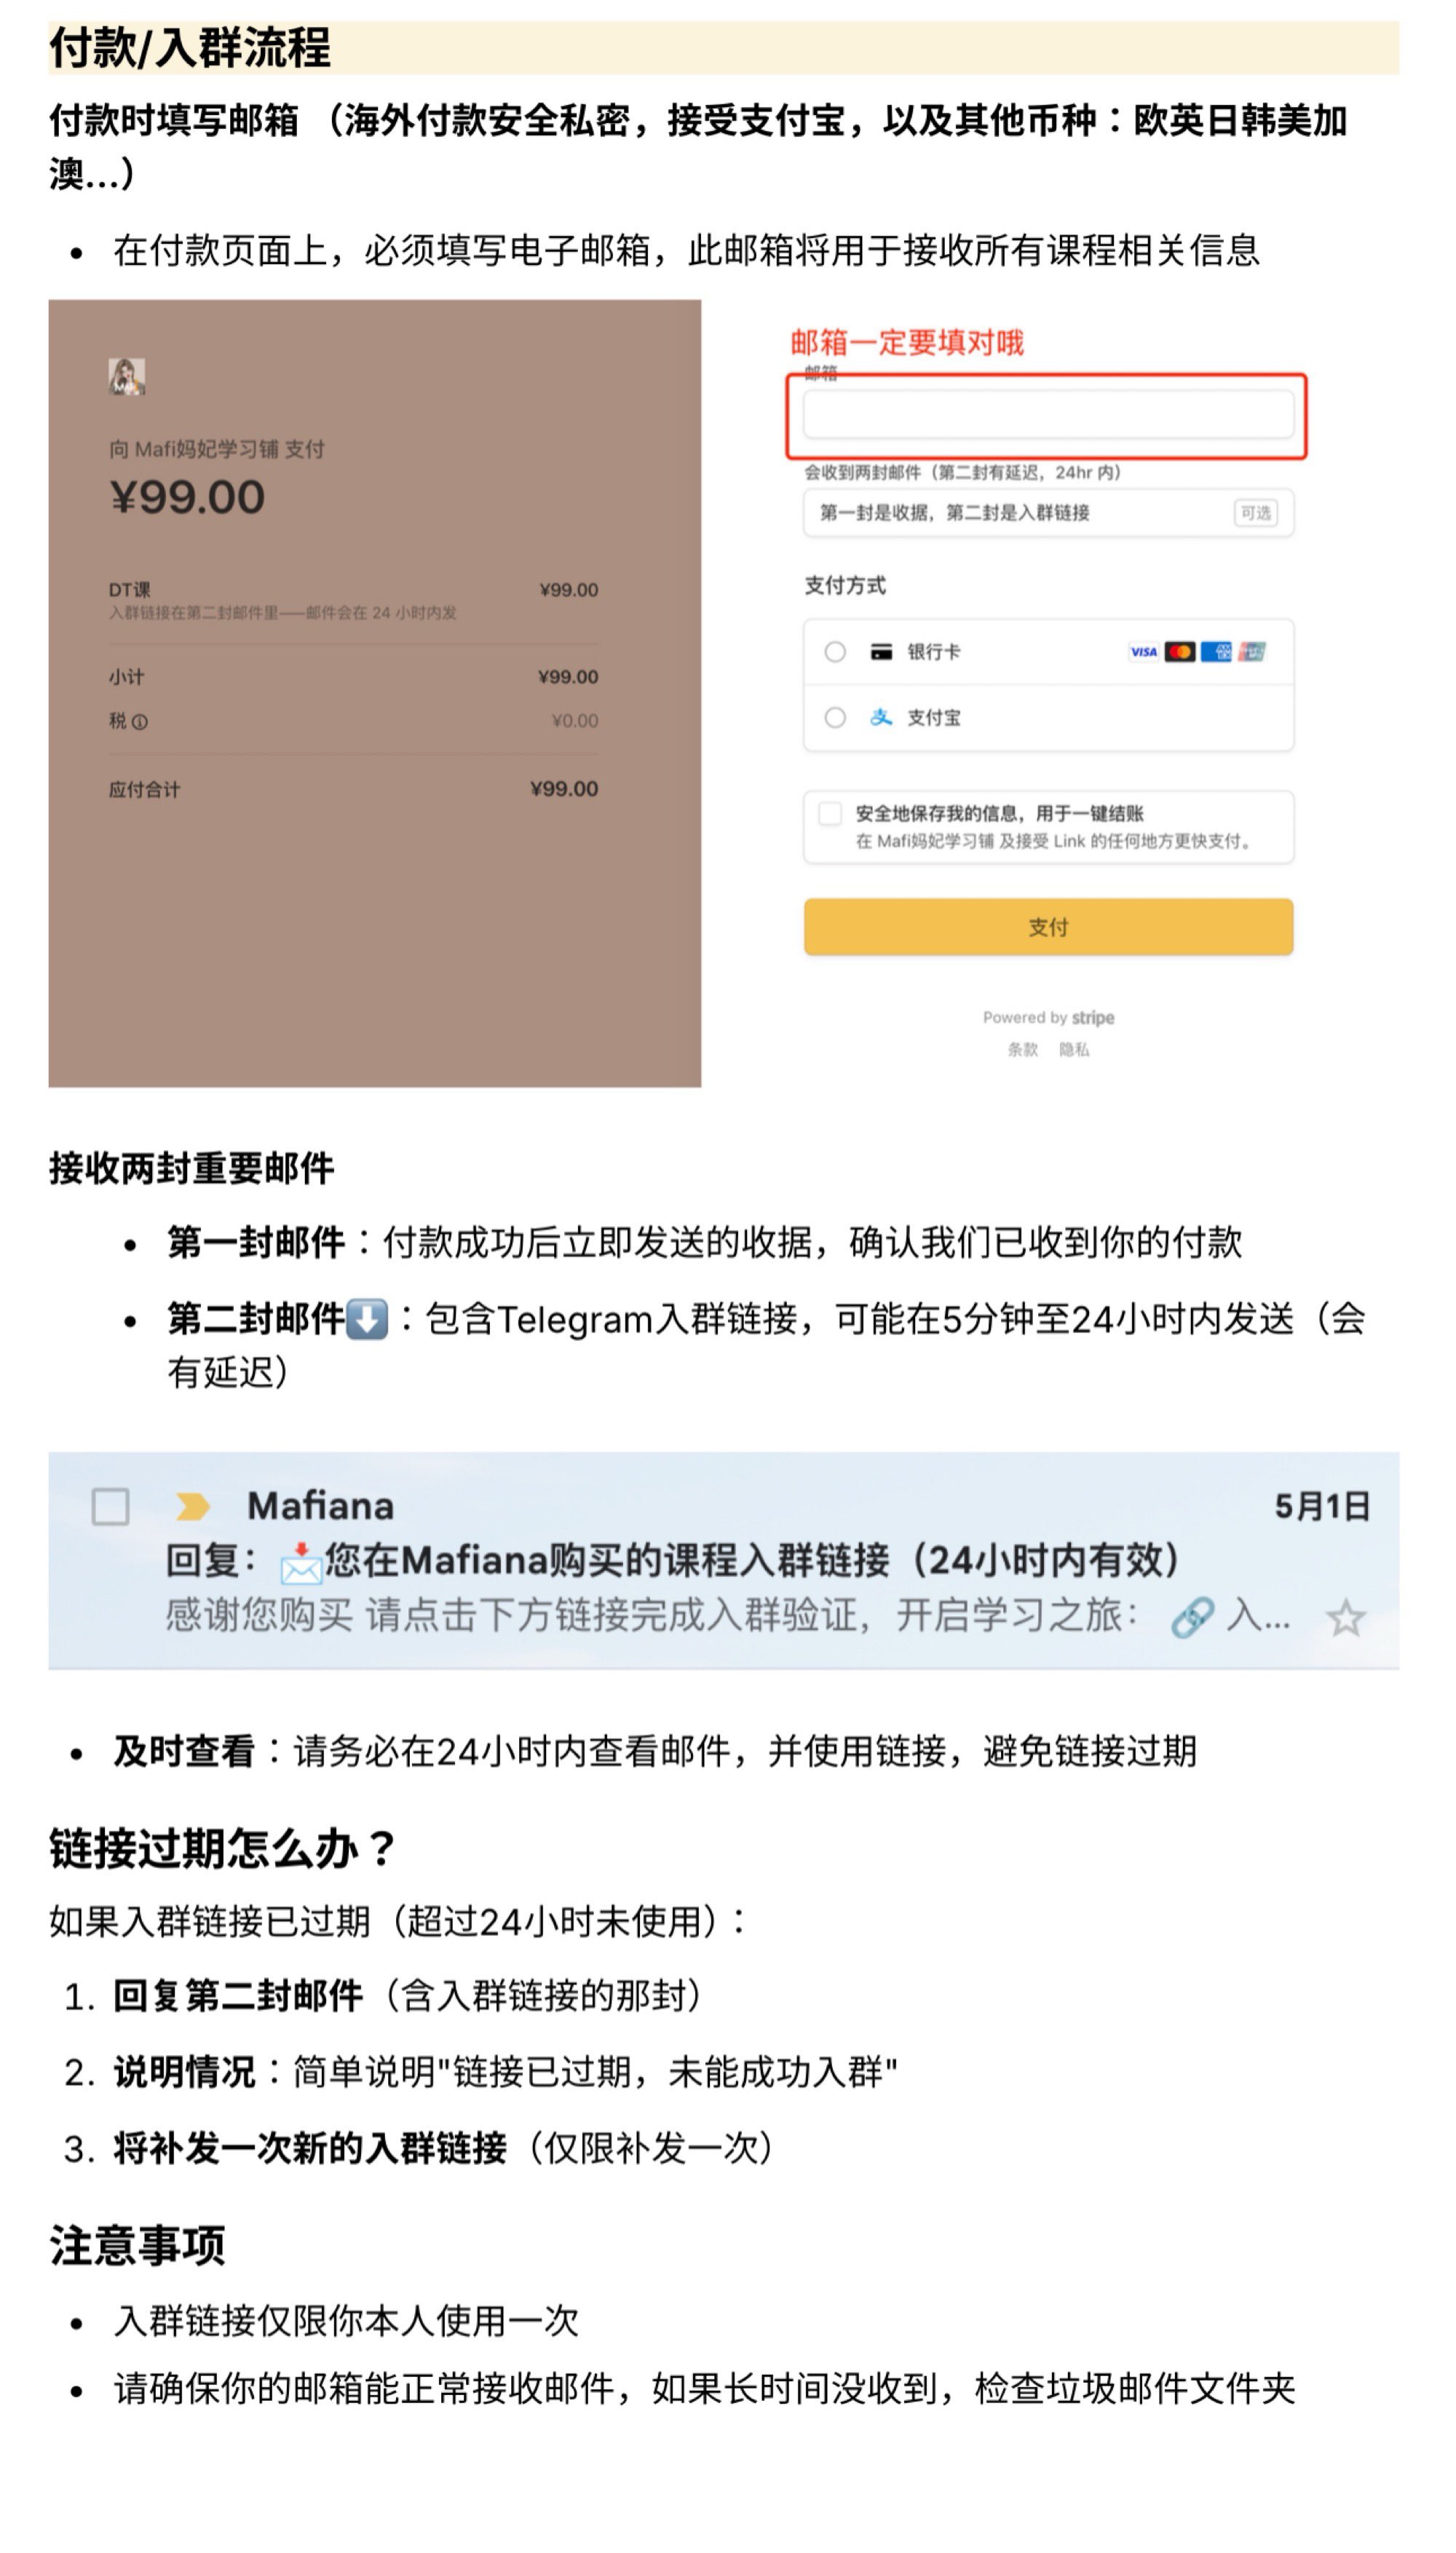 付款/入群流程
付款时填写邮箱 （海外付款安全私密，接受支付宝，以及其他币种：欧英日韩美加
澳...）
• 在付款页面上，必须填写电子邮箱，此邮箱将用于接收所有课程相关信息
向 Mafi妈妃学习铺 支付
¥99.00
DT课 ¥99.00
入群链接在第二封邮件里——邮件会在 24 小时内发
小计 ¥99.00
税 ¥0.00
应付合计 ¥99.00
邮箱一定要填对哦
邮箱
会收到两封邮件（第二封有延迟，24hr 内）
第一封是收据，第二封是入群链接 可选
支付方式
银行卡 VISA
支付宝
安全地保存我的信息，用于一键结账
在 Mafi妈妃学习铺 及接受 Link 的任何地方更快支付。
支付
Powered by stripe
条款 隐私
接收两封重要邮件
• 第一封邮件：付款成功后立即发送的收据，确认我们已收到你的付款
• 第二封邮件⬇️：包含Telegram入群链接，可能在5分钟至24小时内发送（会
有延迟）
Mafiana 5月1日
回复：📩您在Mafiana购买的课程入群链接（24小时内有效）
感谢您购买 请点击下方链接完成入群验证，开启学习之旅：🔗 入...
• 及时查看：请务必在24小时内查看邮件，并使用链接，避免链接过期
链接过期怎么办？
如果入群链接已过期（超过24小时未使用）：
1. 回复第二封邮件（含入群链接的那封）
2. 说明情况：简单说明"链接已过期，未能成功入群"
3. 将补发一次新的入群链接（仅限补发一次）
注意事项
• 入群链接仅限你本人使用一次
• 请确保你的邮箱能正常接收邮件，如果长时间没收到，检查垃圾邮件文件夹